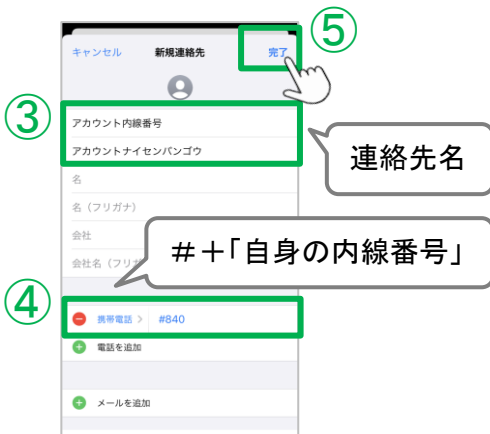 ⑤
キャンセル 新規連絡先 完了
③
アカウント内線番号
アカウントナイセンバンゴウ
連絡先名
名
名（フリガナ）
会社
会社名（フリガ
＃＋「自身の内線番号」
④
携帯電話 #840
電話を追加
メールを追加